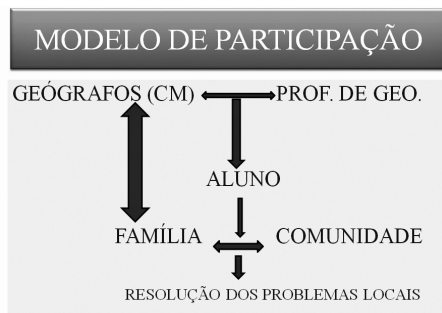 MODELO DE PARTICIPAÇÃO
GEÓGRAFOS (CM) PROF. DE GEO.
ALUNO
FAMÍLIA COMUNIDADE
RESOLUÇÃO DOS PROBLEMAS LOCAIS